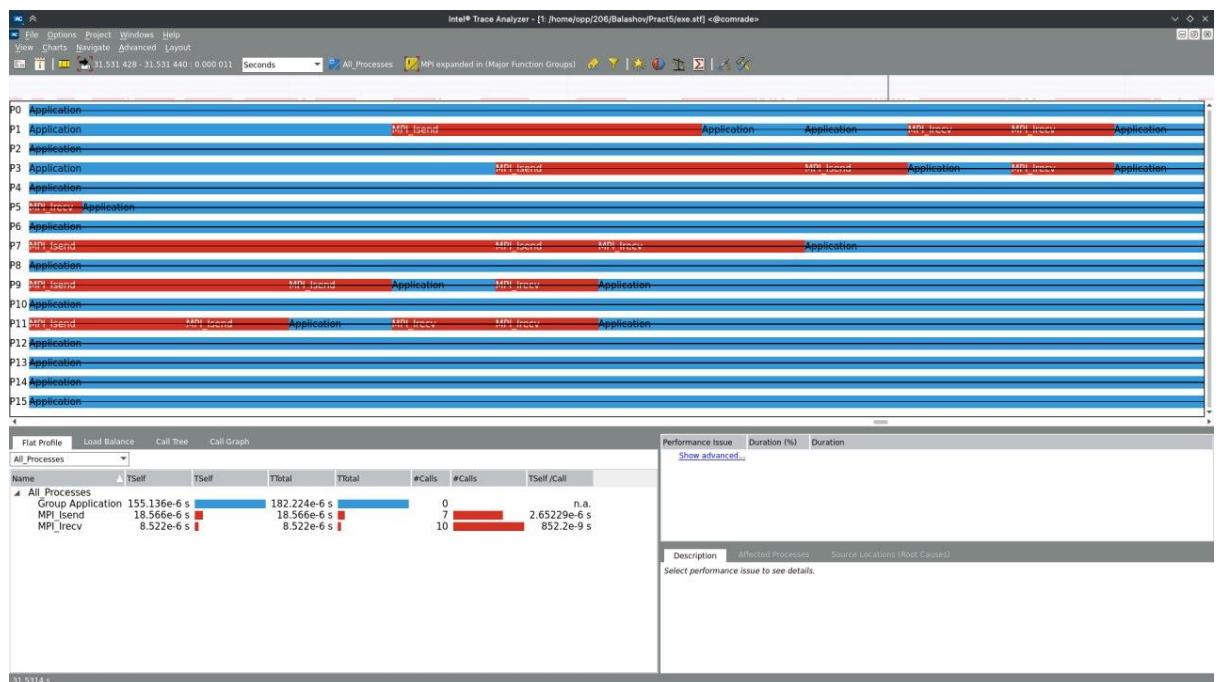 Intel® Trace Analyzer - [1: /home/opp/206/Balashov/Pract5/exe.stf] <@comrade>
File Options Project Windows Help
View Charts Navigate Advanced Layout
31.531 428 - 31.531 440 : 0.000 011 Seconds All_Processes MPI expanded in (Major Function Groups)
P0 Application
P1 Application MPI_Isend Application Application MPI_Irecv MPI_Irecv Application
P2 Application
P3 Application MPI_Isend MPI_Isend Application MPI_Irecv Application
P4 Application
P5 MPI_Irecv Application
P6 Application
P7 MPI_Isend MPI_Isend MPI_Irecv Application
P8 Application
P9 MPI_Isend MPI_Isend Application MPI_Irecv Application
P10 Application
P11 MPI_Isend MPI_Isend Application MPI_Irecv MPI_Irecv Application
P12 Application
P13 Application
P14 Application
P15 Application
Flat Profile Load Balance Call Tree Call Graph
All_Processes
Name TSelf TSelf TTotal TTotal #Calls #Calls TSelf /Call
All_Processes
Group Application 155.136e-6 s 182.224e-6 s 0 n.a.
MPI_Isend 18.566e-6 s 18.566e-6 s 7 2.65229e-6 s
MPI_Irecv 8.522e-6 s 8.522e-6 s 10 852.2e-9 s
Performance Issue Duration (%) Duration
Show advanced...
Description Affected Processes Source Locations (Root Causes)
Select performance issue to see details.
31.5314 s